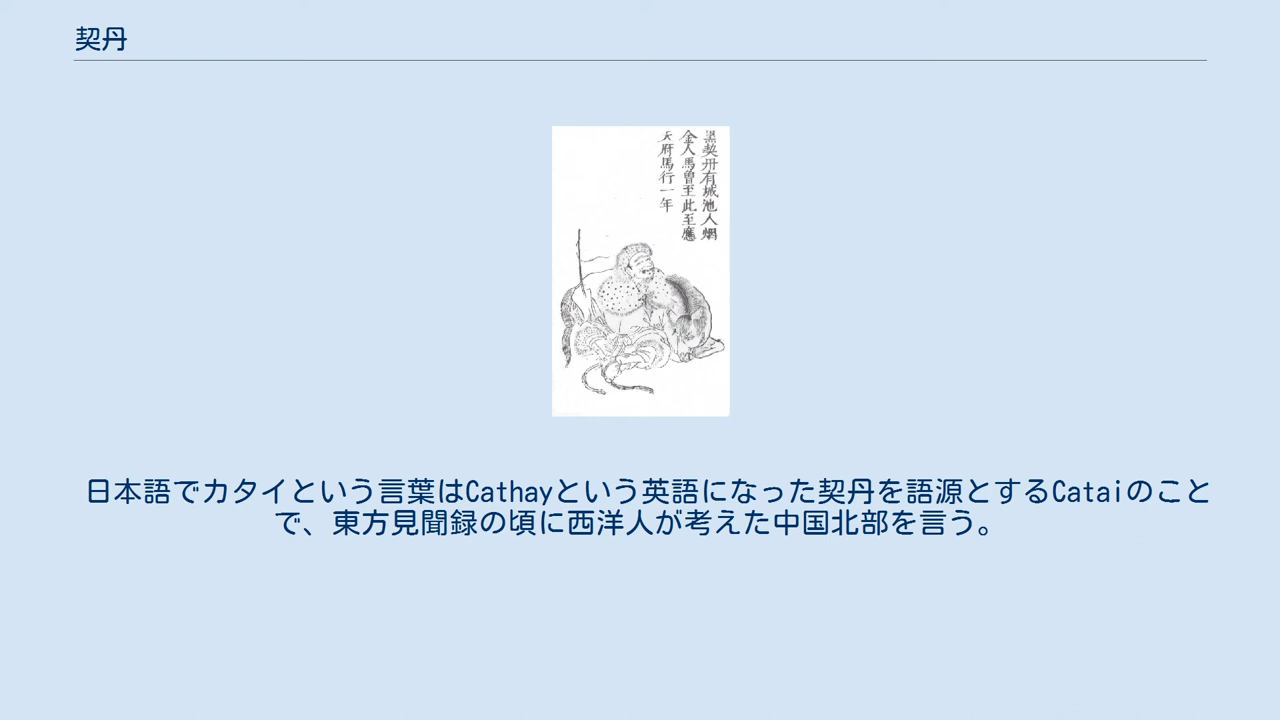 契丹
黒契丹有城池人烟
金人馬曽至此至應
天府馬行一年
日本語でカタイという言葉はCathayという英語になった契丹を語源とするCataiのこと
で、東方見聞録の頃に西洋人が考えた中国北部を言う。